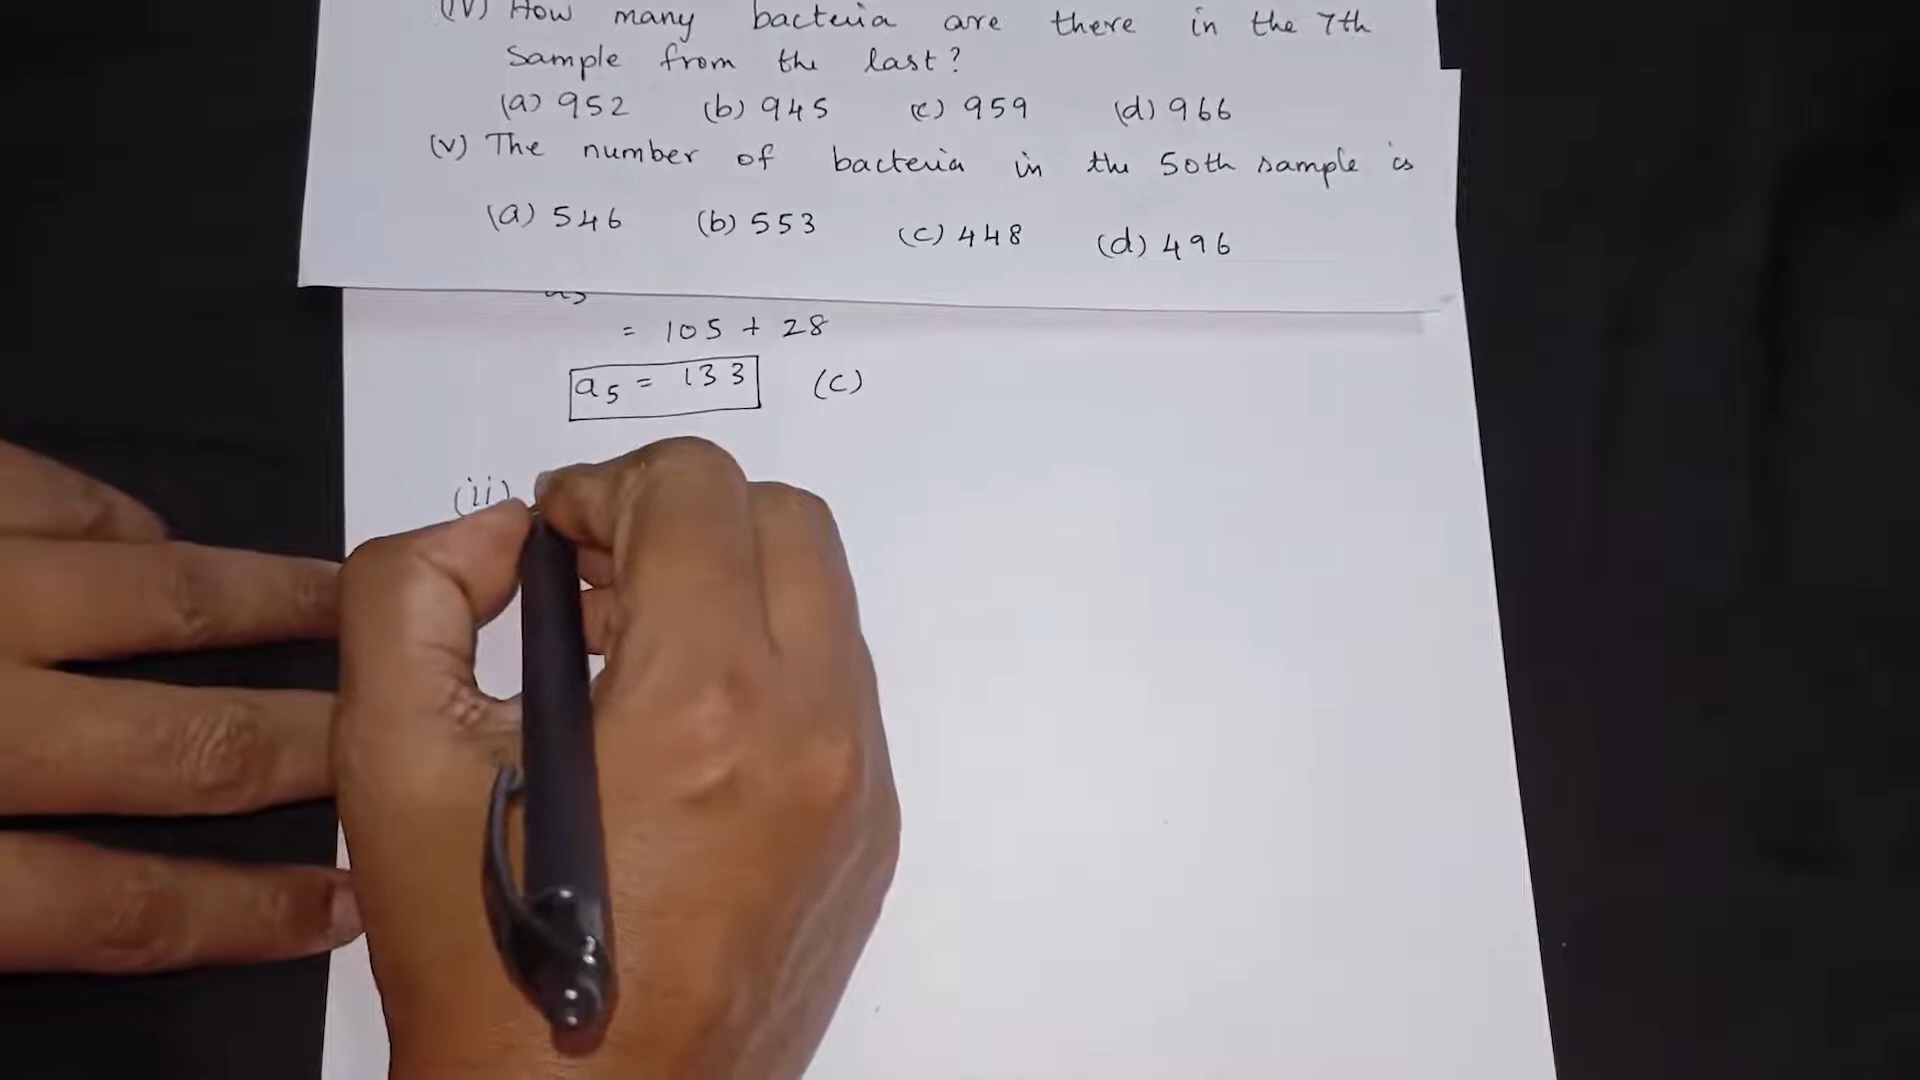 (iv) How many bacteria are there in the 7th
Sample from the last?
(a) 952 (b) 945 (c) 959 (d) 966
(v) The number of bacteria in the 50th sample is
(a) 546 (b) 553 (c) 448 (d) 496
= 105 + 28
a5 = 133 (c)
(ii)